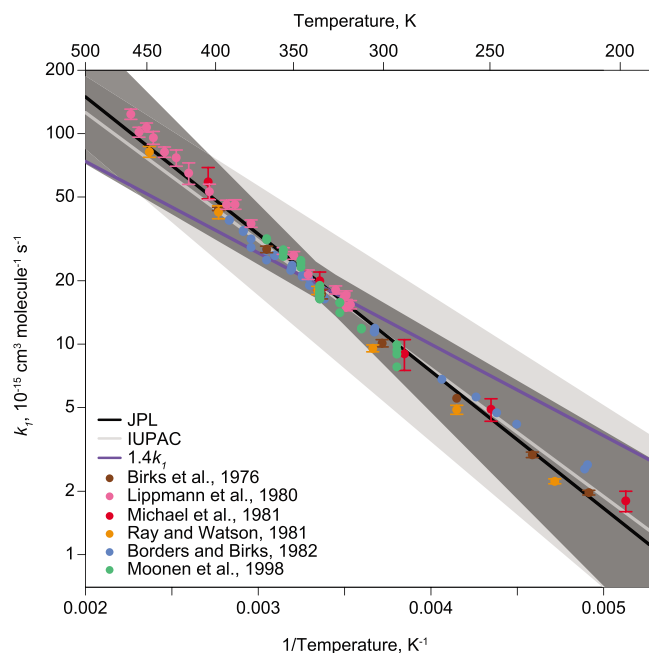 Temperature, K
500 450 400 350 300 250 200
200
100
50
20
10
5
2
1
k₁, 10⁻¹⁵ cm³ molecule⁻¹ s⁻¹
JPL
IUPAC
1.4k₁
Birks et al., 1976
Lippmann et al., 1980
Michael et al., 1981
Ray and Watson, 1981
Borders and Birks, 1982
Moonen et al., 1998
0.002 0.003 0.004 0.005
1/Temperature, K⁻¹